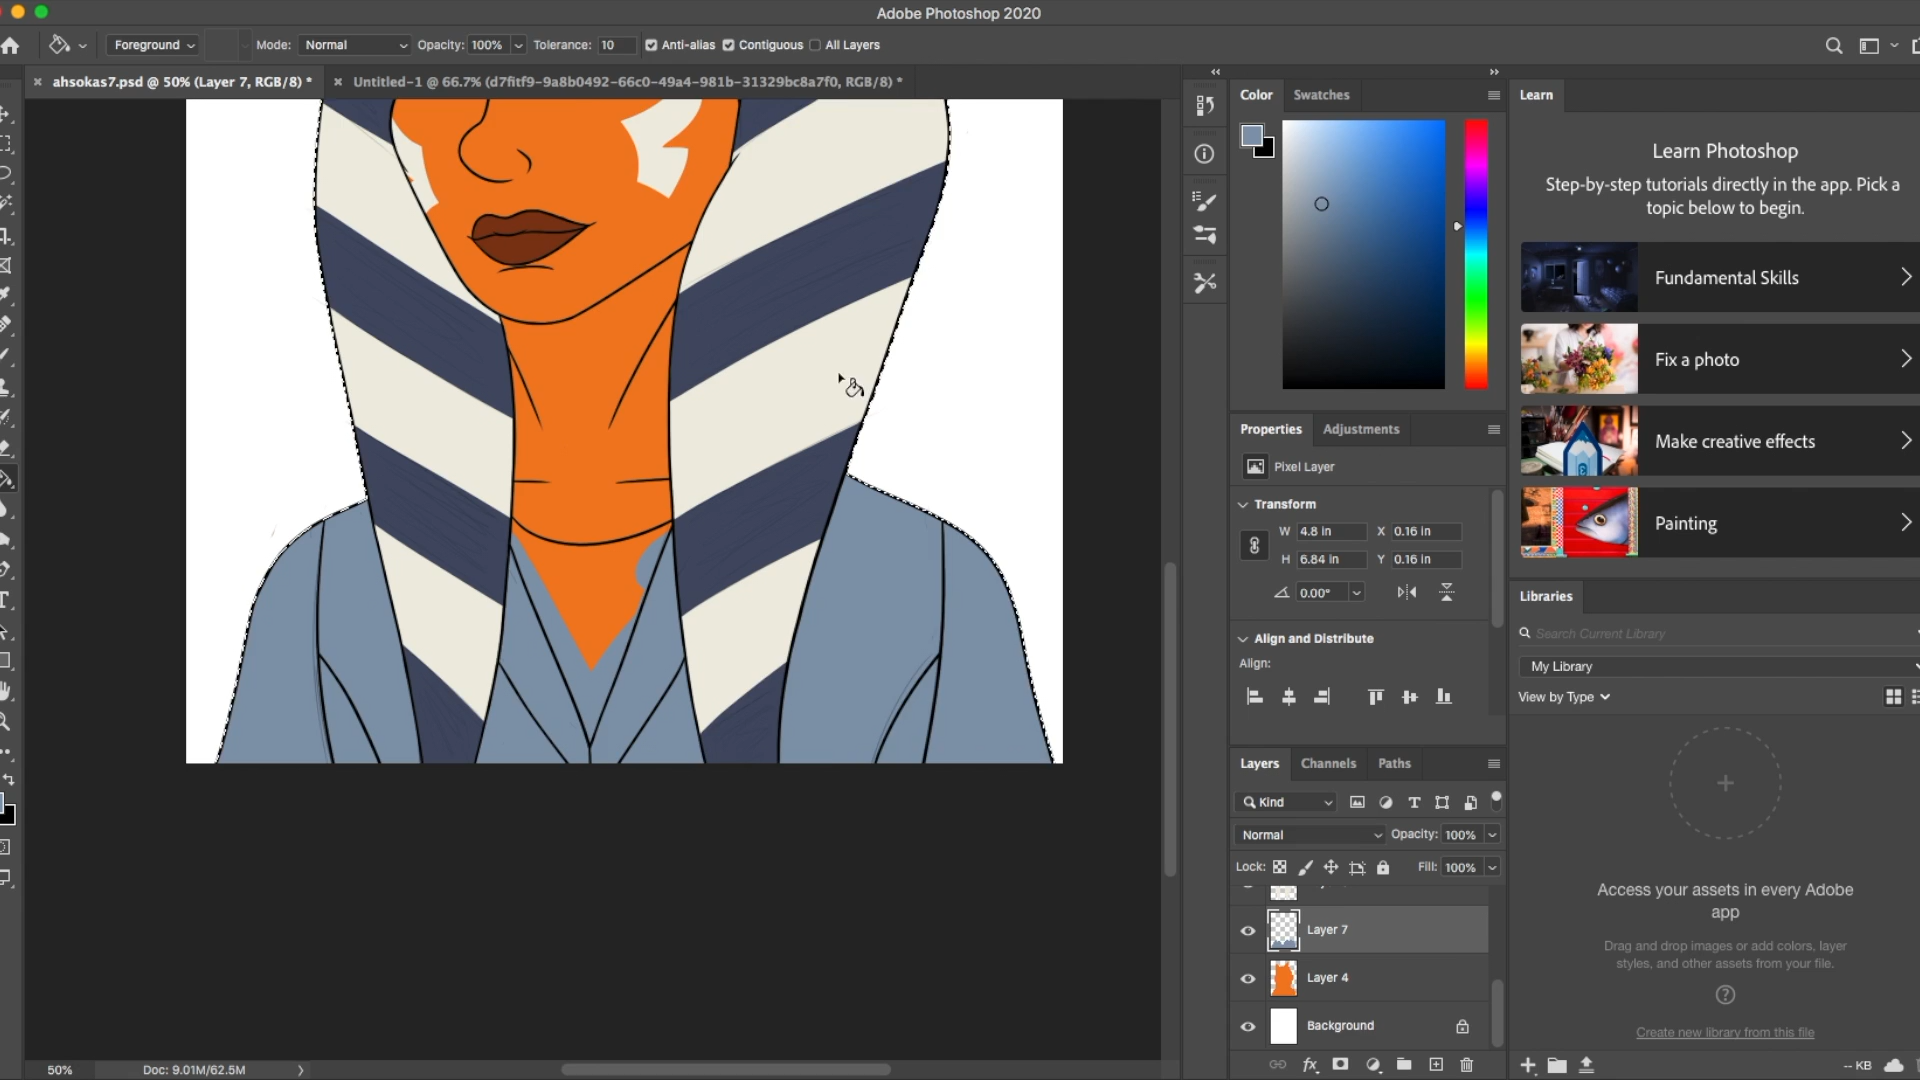 Adobe Photoshop 2020
Foreground Mode: Normal Opacity: 100% Tolerance: 10 Anti-alias Contiguous All Layers
ahsokas7.psd @ 50% (Layer 7, RGB/8) *
Untitled-1 @ 66.7% (d7fitf9-9a8b0492-66c0-49a4-981b-31329bc8a7f0, RGB/8) *
Color Swatches
Properties Adjustments
Pixel Layer
Transform
W 4.8 in X 0.16 in
H 6.84 in Y 0.16 in
0.00°
Align and Distribute
Align:
Layers Channels Paths
Kind
Normal Opacity: 100%
Lock: Fill: 100%
Layer 7
Layer 4
Background
Learn
Learn Photoshop
Step-by-step tutorials directly in the app. Pick a
topic below to begin.
Fundamental Skills
Fix a photo
Make creative effects
Painting
Libraries
Search Current Library
My Library
View by Type
Access your assets in every Adobe
app
Drag and drop images or add colors, layer
styles, and other assets from your file.
Create new library from this file
-- KB
50% Doc: 9.01M/62.5M